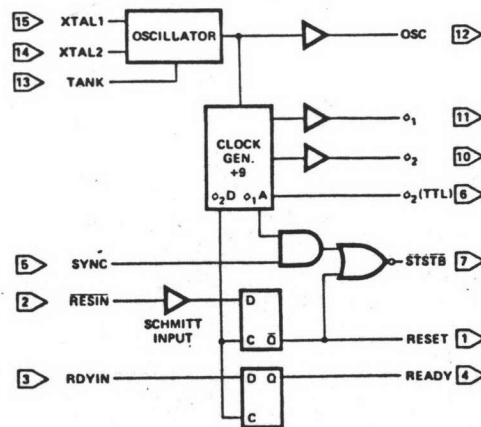 15 XTAL1 OSCILLATOR OSC 12
14 XTAL2
13 TANK
CLOCK GEN. +9
ϕ1 11
ϕ2 10
ϕ2D ϕ1A ϕ2(TTL) 6
5 SYNC
STSTB 7
2 RESIN D
SCHMITT INPUT
C Q RESET 1
3 RDYIN D Q READY 4
C